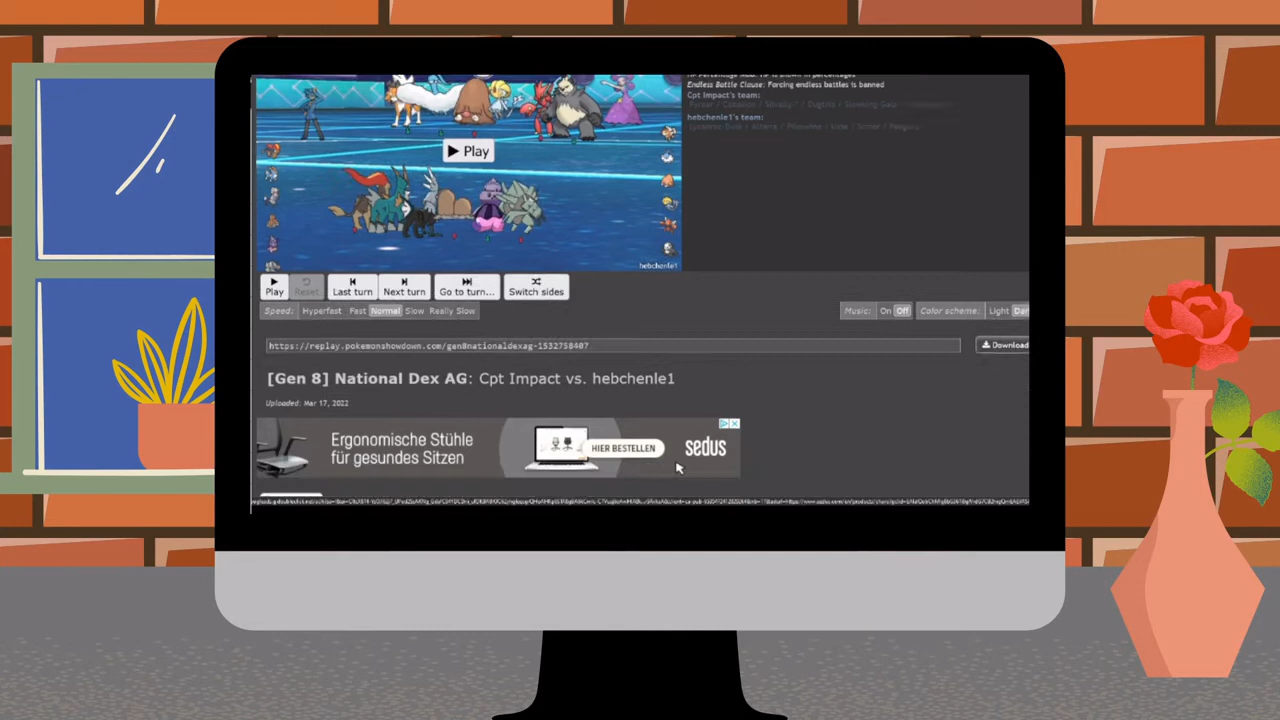 Endless Battle Clause: Forcing endless battles is banned
Cpt Impact's team:
hebchenle1's team:
Play
hebchenle1
Play
Reset
Last turn
Next turn
Go to turn...
Switch sides
Speed: Hyperfast Fast Normal Slow Really Slow
Music: On Off
Color scheme: Light
https://replay.pokemonshowdown.com/gen8nationaldexag-1532758407
Download
[Gen 8] National Dex AG: Cpt Impact vs. hebchenle1
Uploaded: Mar 17, 2022
Ergonomische Stühle
für gesundes Sitzen
HIER BESTELLEN
sedus